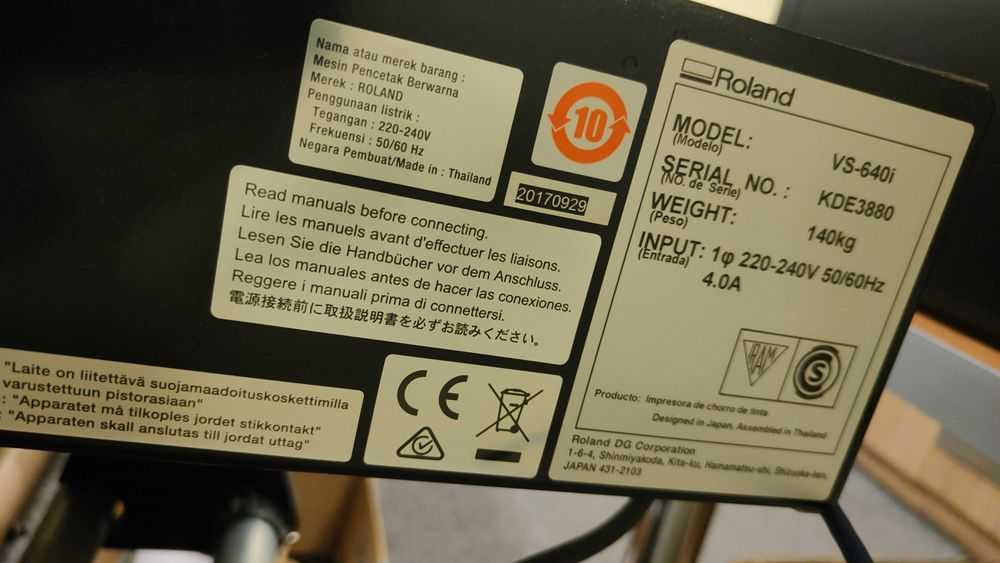 Nama atau merek barang :
Mesin Pencetak Berwarna
Merek : ROLAND
Penggunaan listrik :
Tegangan : 220-240V
Frekuensi : 50/60 Hz
Negara Pembuat/Made in : Thailand
10
20170929
Read manuals before connecting.
Lire les manuels avant d'effectuer les liaisons.
Lesen Sie die Handbücher vor dem Anschluss.
Lea los manuales antes de hacer las conexiones.
Reggere i manuali prima di connettersi.
電源接続前に取扱説明書を必ずお読みください。
"Laite on liitettävä suojamaadoituskoskettimilla
varustettuun pistorasiaan"
: "Apparatet må tilkoples jordet stikkontakt"
: "Apparaten skall anslutas till jordat uttag"
CE
Roland
MODEL: VS-640i
(Modelo)
SERIAL NO. : KDE3880
(NO. de Serie)
WEIGHT: 140kg
(Peso)
INPUT: 1φ 220-240V 50/60Hz
(Entrada) 4.0A
IRAM
S
Producto: Impresora de chorro de tinta
Designed in Japan, Assembled in Thailand
Roland DG Corporation
1-6-4, Shinmiyakoda, Kita-ku, Hamamatsu-shi, Shizuoka-ken,
JAPAN 431-2103